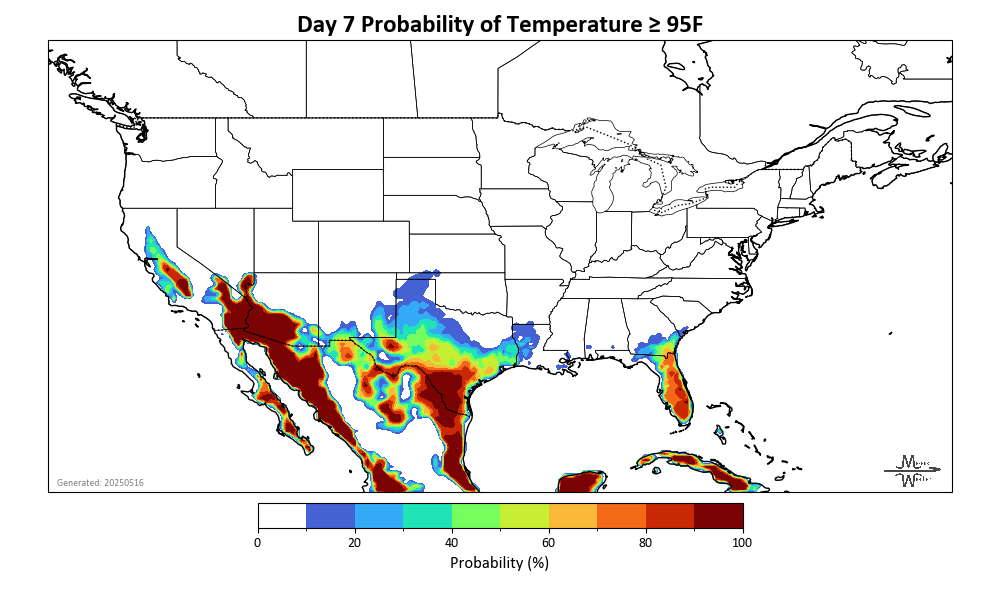 Day 7 Probability of Temperature ≥ 95F
Generated: 20250516
0 20 40 60 80 100
Probability (%)